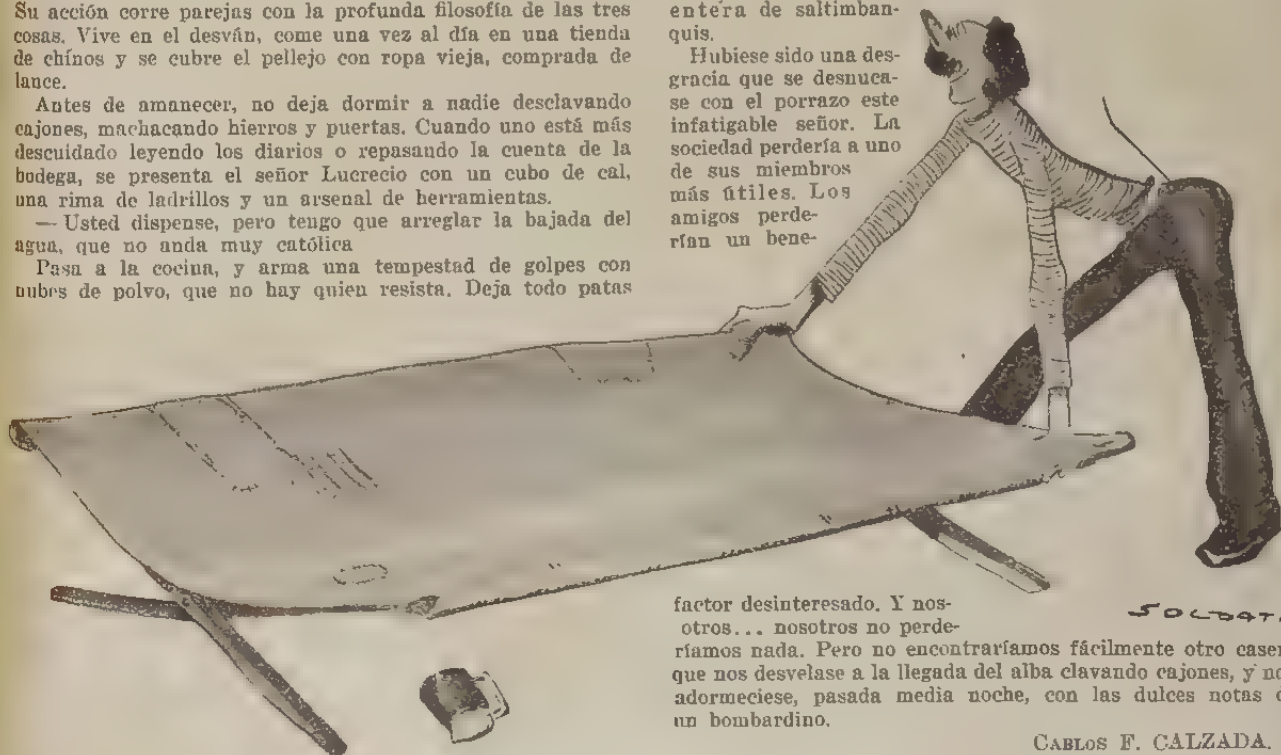 Su acción corre parejas con la profunda filosofía de las tres
cosas. Vive en el desván, come una vez al día en una tienda
de chinos y se cubre el pellejo con ropa vieja, comprada de
lance.
Antes de amanecer, no deja dormir a nadie desclavando
cajones, machacando hierros y puertas. Cuando uno está más
descuidado leyendo los diarios o repasando la cuenta de la
bodega, se presenta el señor Lucrecio con un cubo de cal,
una rima de ladrillos y un arsenal de herramientas.
— Usted dispense, pero tengo que arreglar la bajada del
agua, que no anda muy católica
Pasa a la cocina, y arma una tempestad de golpes con
nubes de polvo, que no hay quien resista. Deja todo patas
entera de saltimban-
quis.
Hubiese sido una des-
gracia que se desnuca-
se con el porrazo este
infatigable señor. La
sociedad perdería a uno
de sus miembros
más útiles. Los
amigos perde-
rían un bene-
factor desinteresado. Y nos-
otros... nosotros no perde-
ríamos nada. Pero no encontraríamos fácilmente otro caser
que nos desvelase a la llegada del alba clavando cajones, y no
adormeciese, pasada media noche, con las dulces notas d
un bombardino.
SOLDAT
CARLOS F. CALZADA.